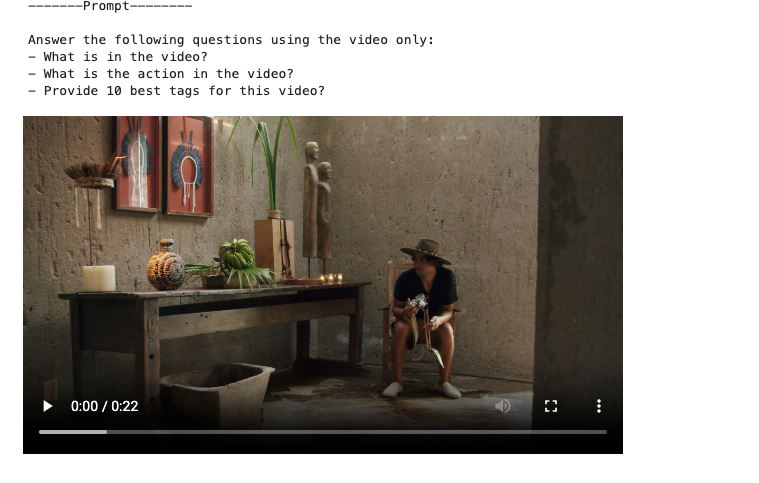 -------Prompt--------
Answer the following questions using the video only:
- What is in the video?
- What is the action in the video?
- Provide 10 best tags for this video?
0:00 / 0:22